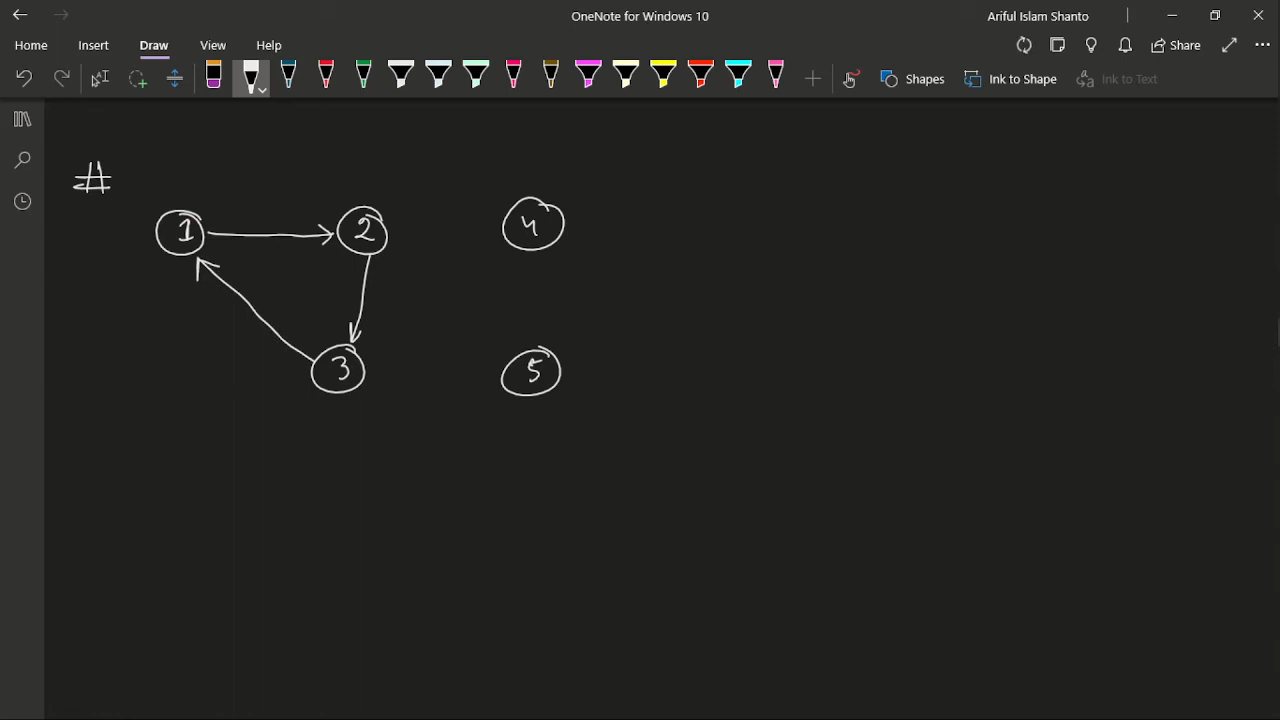 OneNote for Windows 10
Ariful Islam Shanto
Home Insert Draw View Help
Share
Shapes
Ink to Shape
Ink to Text
#
1 2 4
3 5